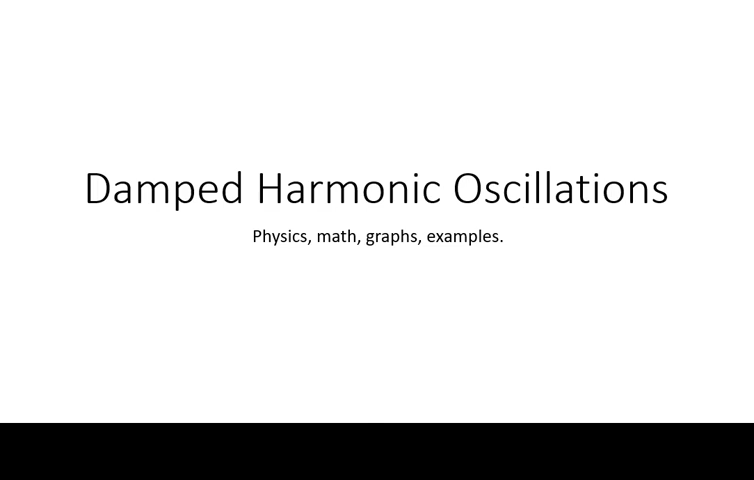 Damped Harmonic Oscillations
Physics, math, graphs, examples.